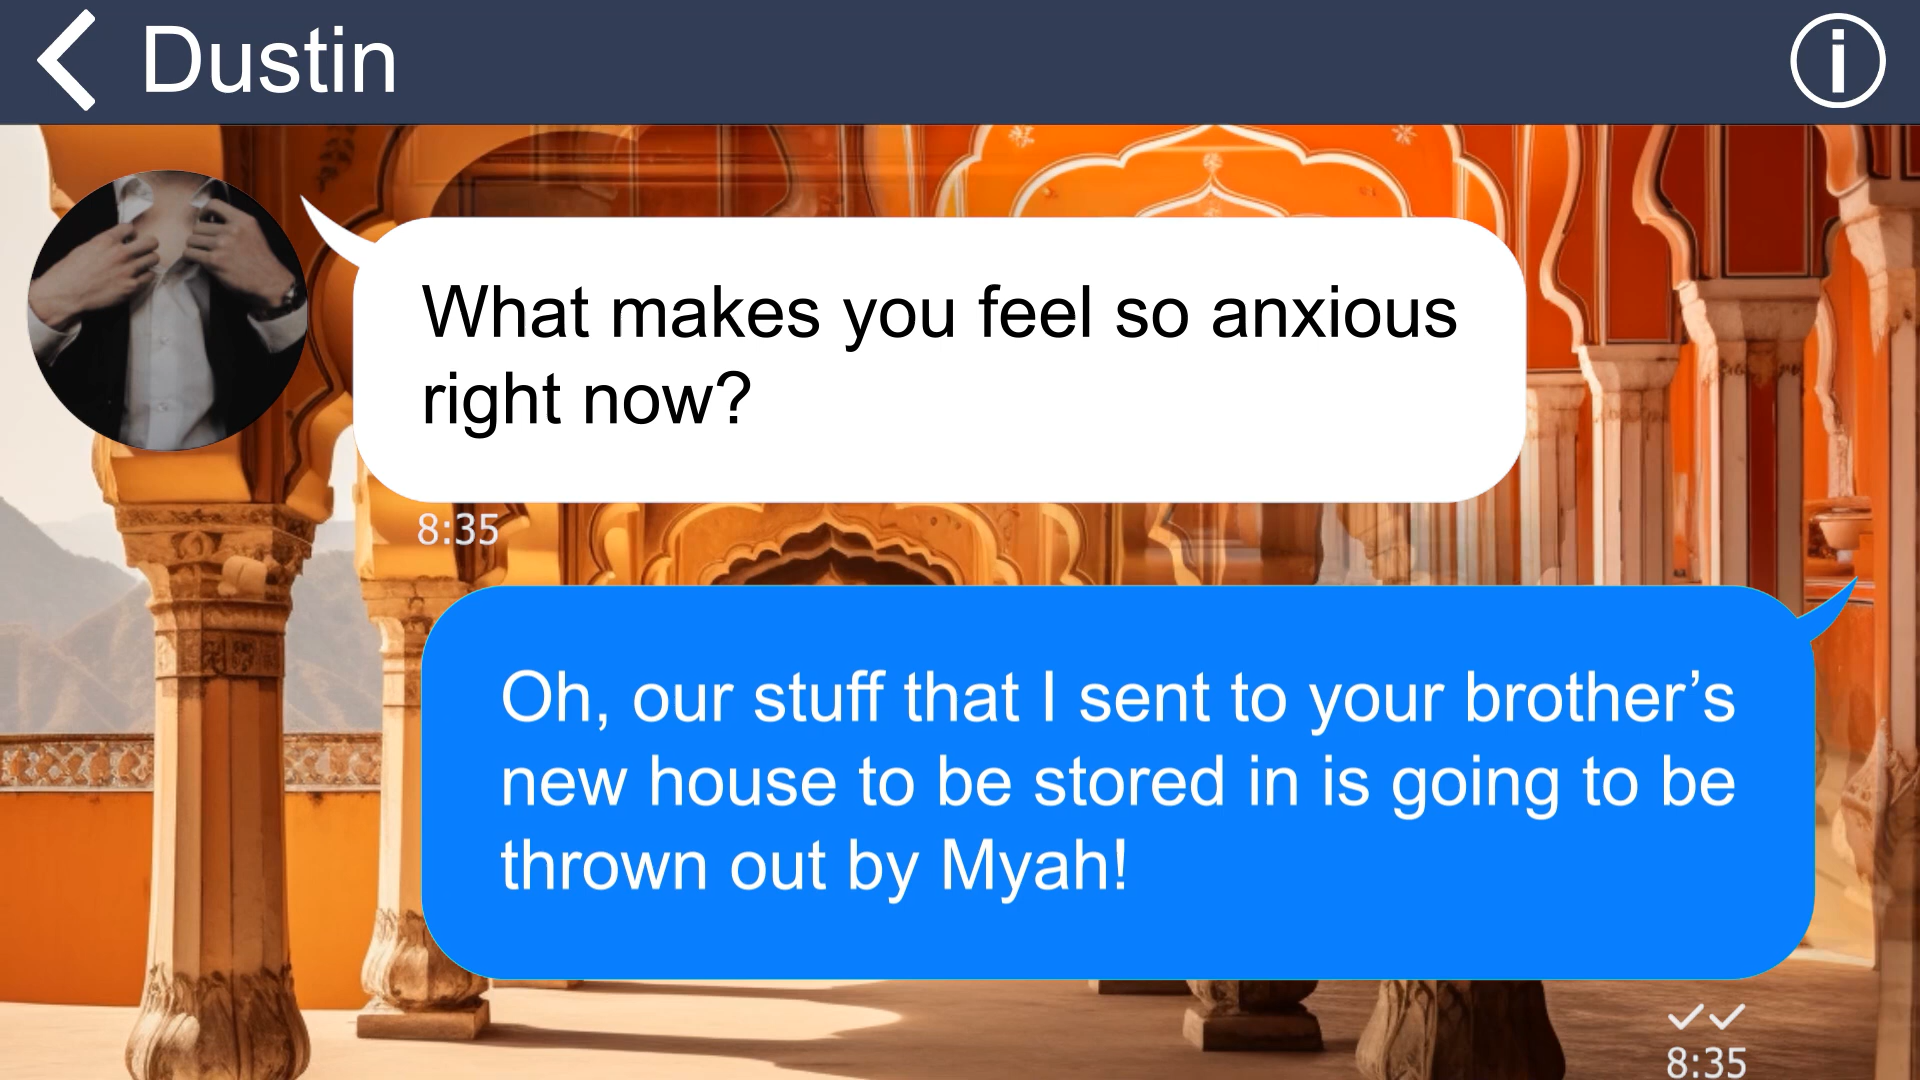 Dustin
What makes you feel so anxious
right now?
8:35
Oh, our stuff that I sent to your brother’s
new house to be stored in is going to be
thrown out by Myah!
8:35